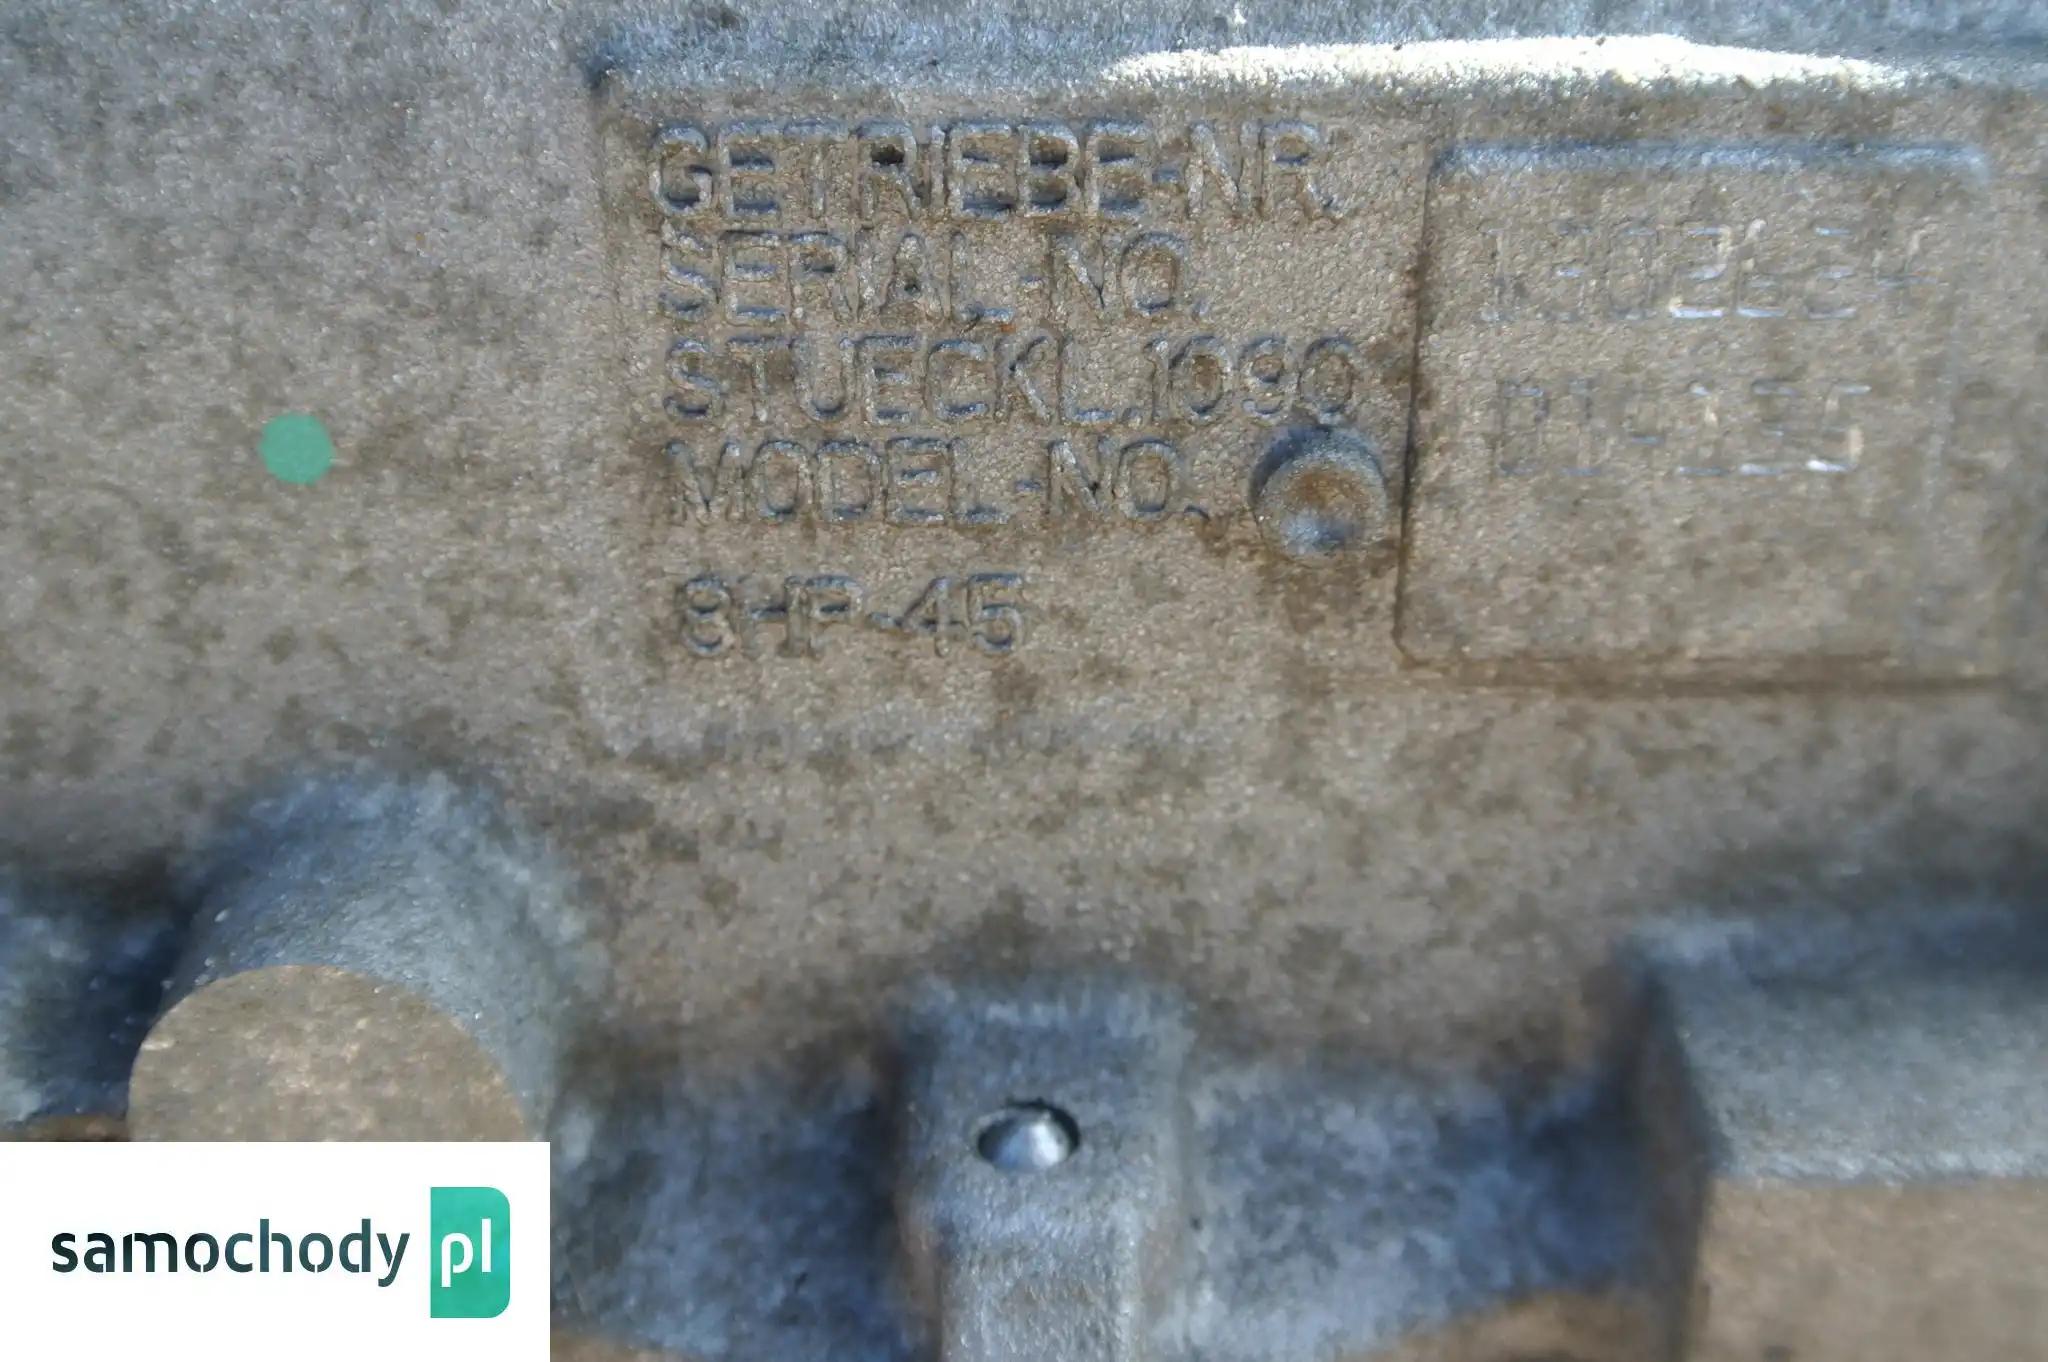 GETRIEBE-NR.
SERIAL-NO.
STUECKL.1090
MODEL-NO.
8HP-45
samochody pl